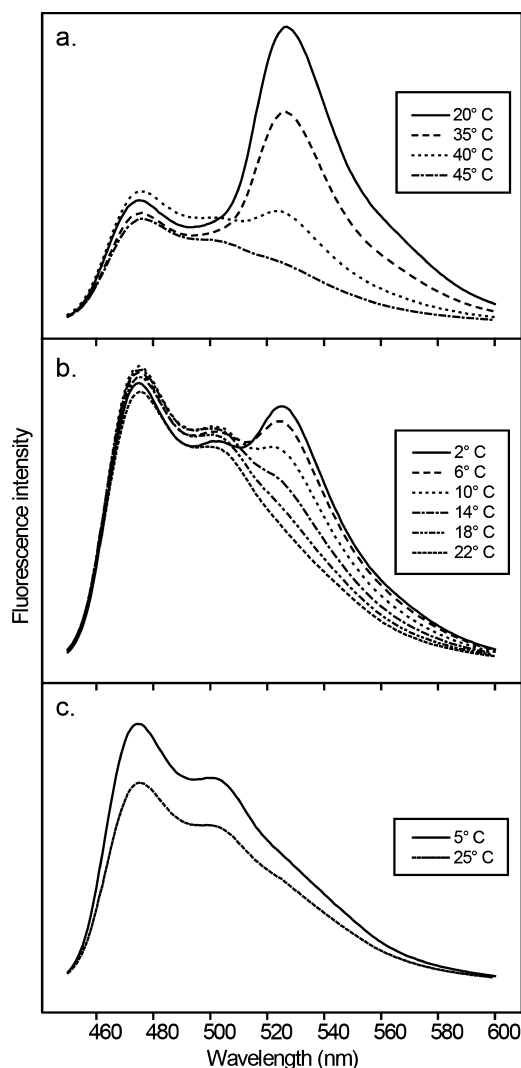 a.
20° C
35° C
40° C
45° C
b.
2° C
6° C
10° C
14° C
18° C
22° C
Fluorescence intensity
c.
5° C
25° C
460 480 500 520 540 560 580 600
Wavelength (nm)